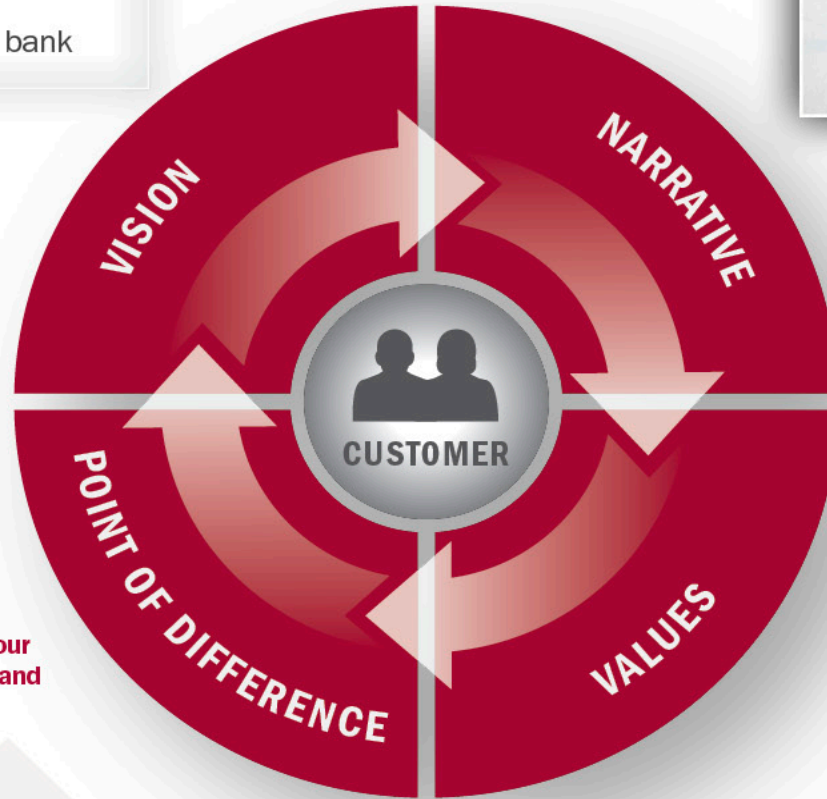 bank
VISION
NARRATIVE
CUSTOMER
POINT OF DIFFERENCE
VALUES
our
and